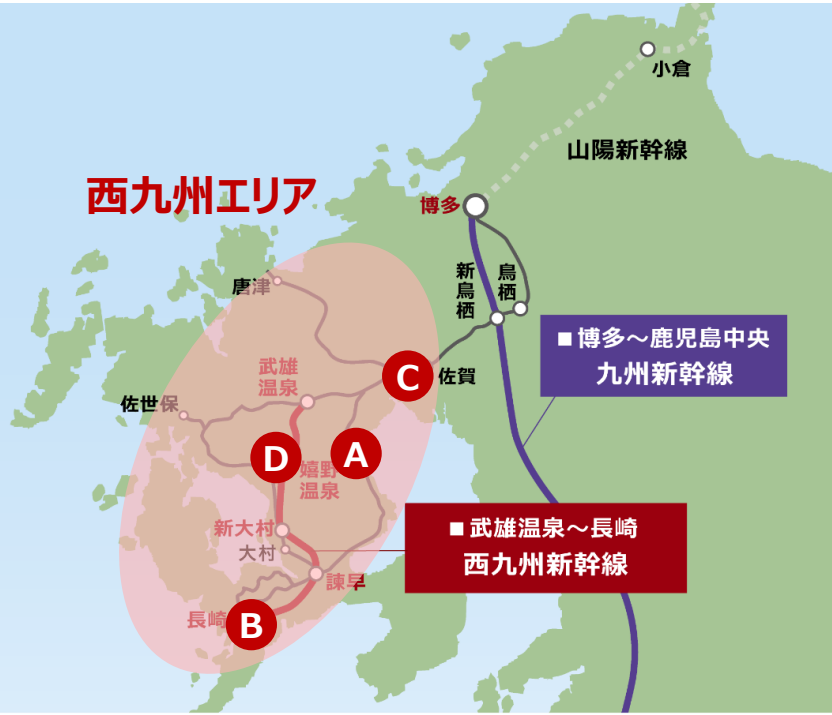 小倉
山陽新幹線
西九州エリア
博多
新鳥栖
鳥栖
唐津
■博多～鹿児島中央
九州新幹線
武雄
温泉
C
佐賀
佐世保
D
A
嬉野
温泉
新大村
大村
■武雄温泉～長崎
西九州新幹線
諫早
長崎
B